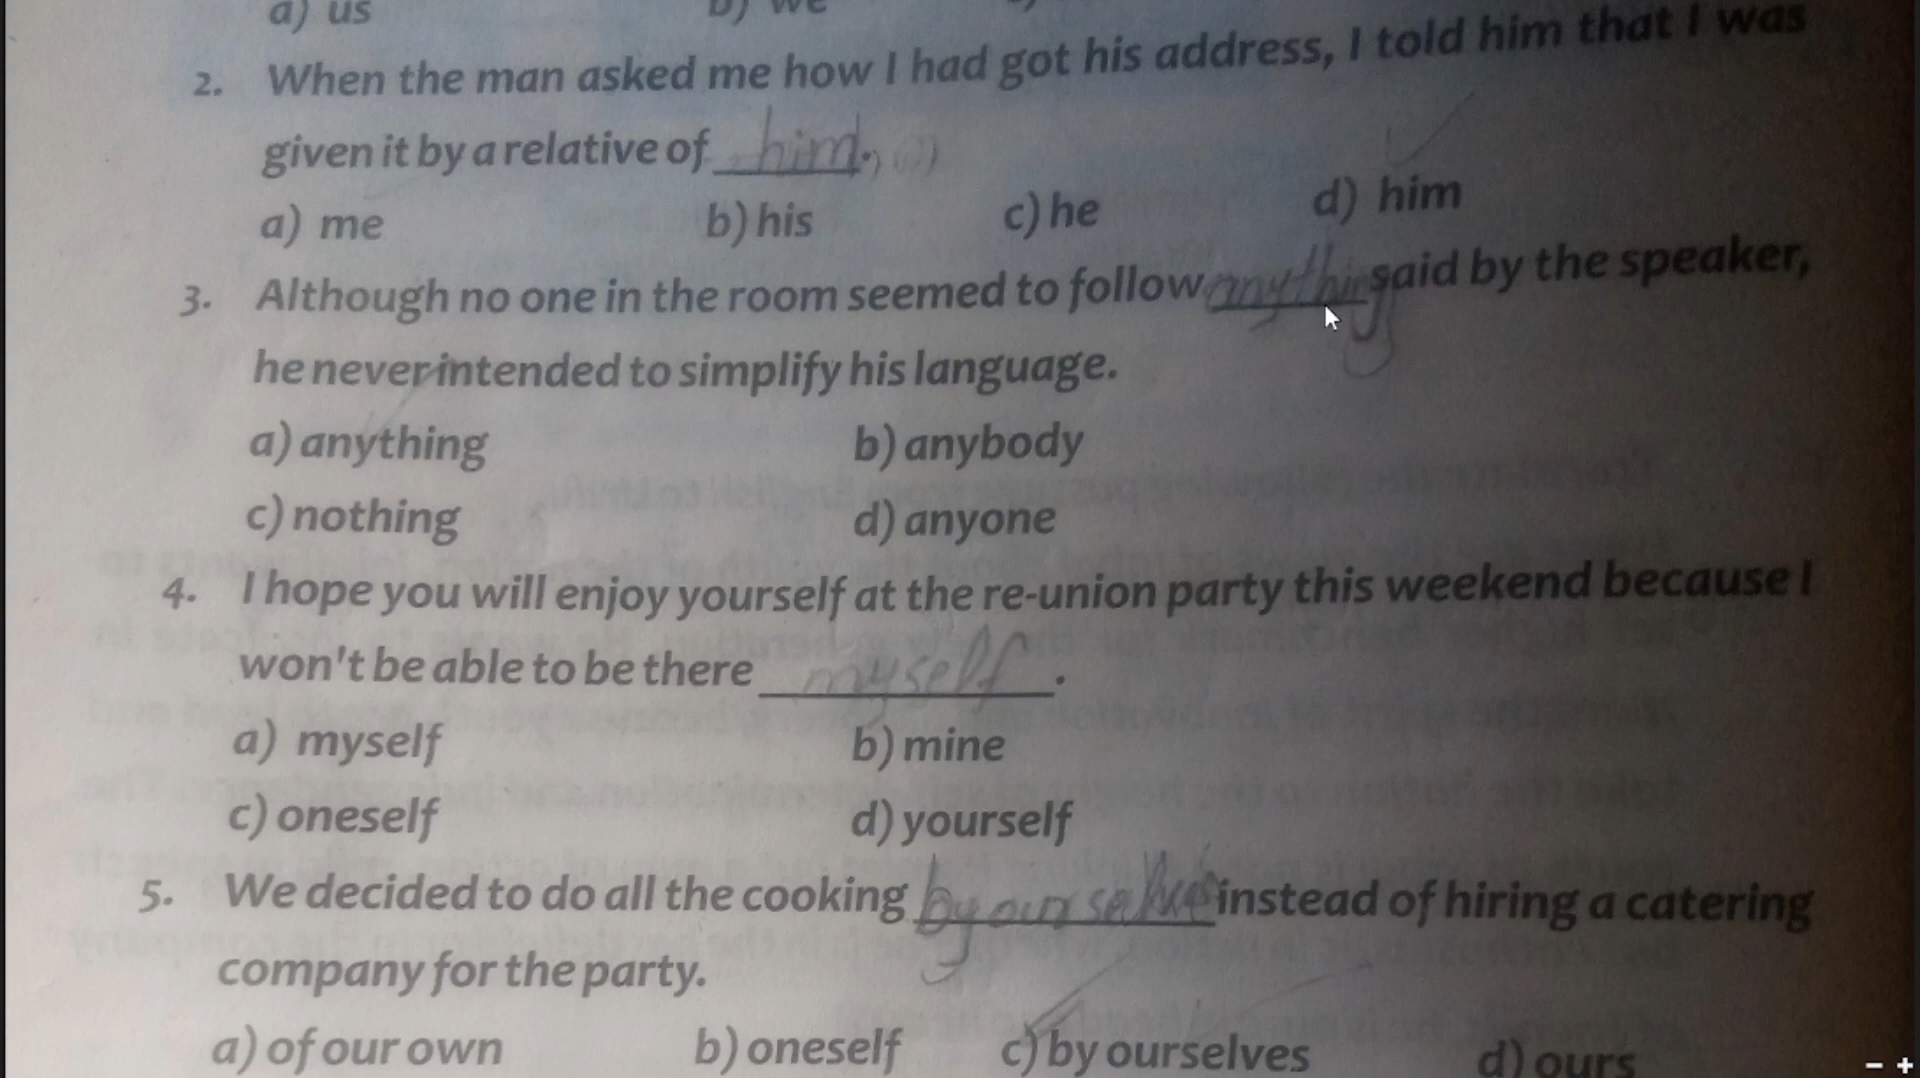 a) us b) we
2. When the man asked me how I had got his address, I told him that I was
given it by a relative of him.
a) me b) his c) he d) him
3. Although no one in the room seemed to follow anything said by the speaker,
he never intended to simplify his language.
a) anything b) anybody
c) nothing d) anyone
4. I hope you will enjoy yourself at the re-union party this weekend because I
won't be able to be there myself.
a) myself b) mine
c) oneself d) yourself
5. We decided to do all the cooking by ourselves instead of hiring a catering
company for the party.
a) of our own b) oneself c) by ourselves d) ours